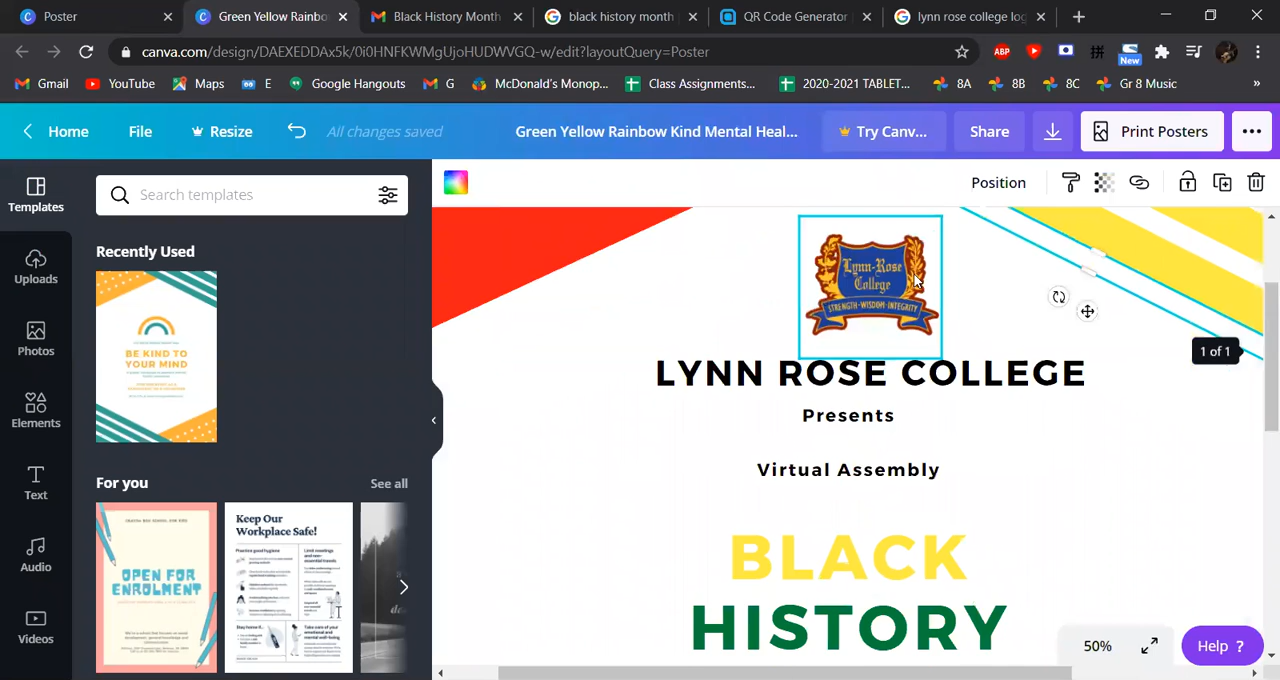 Poster
Green Yellow Rainbo
Black History Month
black history month
QR Code Generator
lynn rose college log
canva.com/design/DAEXEDDAx5k/0i0HNFKWMgUjoHUDWVGQ-w/edit?layoutQuery=Poster
ABP
New
Gmail
YouTube
Maps
E
Google Hangouts
G
McDonald's Monop...
Class Assignments...
2020-2021 TABLET...
8A
8B
8C
Gr 8 Music
»
Home
File
Resize
All changes saved
Green Yellow Rainbow Kind Mental Heal...
Try Canv...
Share
Print Posters
Templates
Uploads
Photos
Elements
Text
Audio
Videos
Search templates
Recently Used
BE KIND TO
YOUR MIND
For you
See all
OPEN FOR
ENROLMENT
Keep Our
Workplace Safe!
Position
Lynn-Rose
College
STRENGTH-WISDOM-INTEGRITY
LYNN ROSE COLLEGE
Presents
Virtual Assembly
BLACK
HISTORY
1 of 1
50%
Help ?